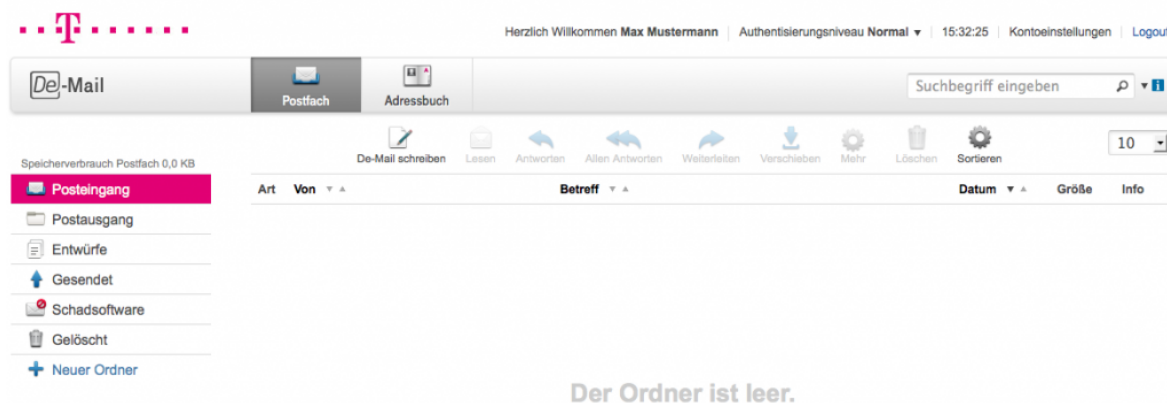 T
Herzlich Willkommen Max Mustermann Authentisierungsniveau Normal 15:32:25 Kontoeinstellungen Logout
De-Mail
Postfach Adressbuch
Suchbegriff eingeben
Speicherverbrauch Postfach 0,0 KB
De-Mail schreiben Lesen Antworten Allen Antworten Weiterleiten Verschieben Mehr Löschen Sortieren 10
Posteingang
Postausgang
Entwürfe
Gesendet
Schadsoftware
Gelöscht
Neuer Ordner
Art Von Betreff Datum Größe Info
Der Ordner ist leer.